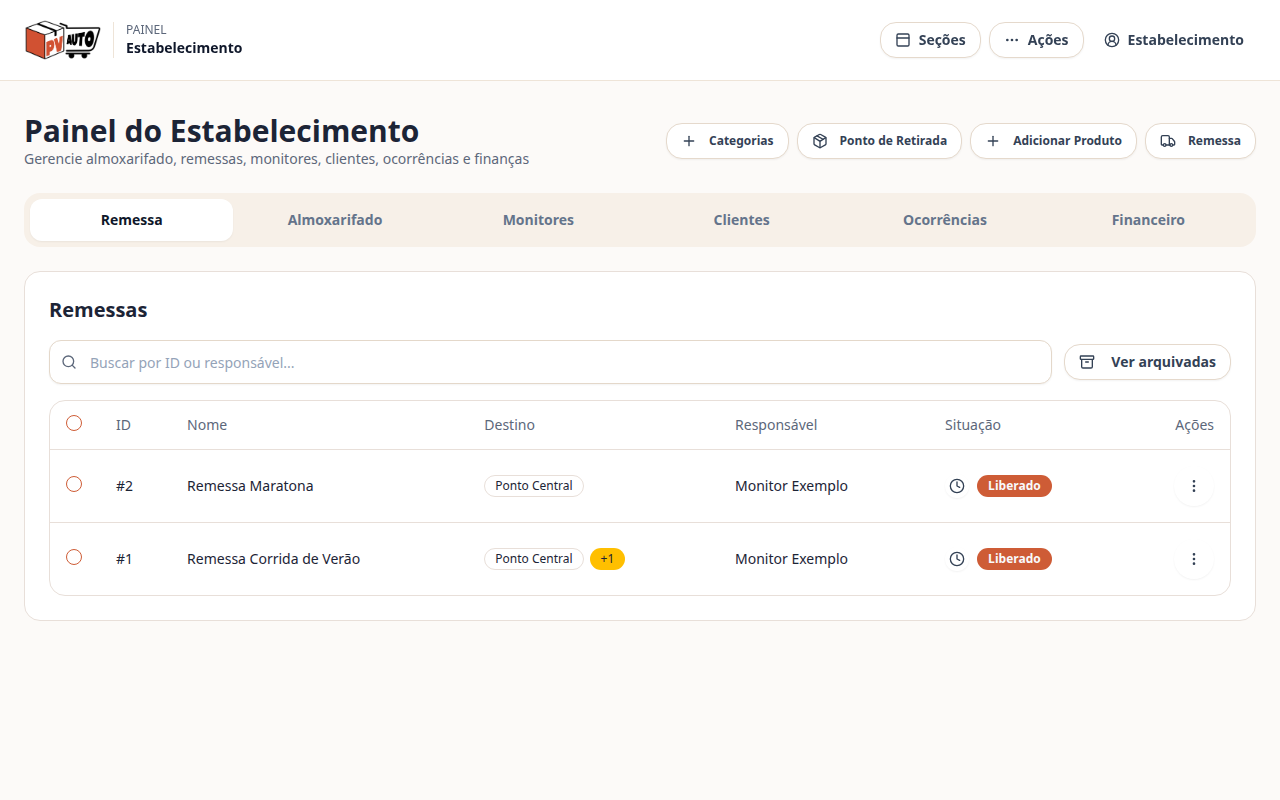 PV AUTO
PAINEL
Estabelecimento
Seções
Ações
Estabelecimento
Painel do Estabelecimento
Gerencie almoxarifado, remessas, monitores, clientes, ocorrências e finanças
Categorias
Ponto de Retirada
Adicionar Produto
Remessa
Remessa
Almoxarifado
Monitores
Clientes
Ocorrências
Financeiro
Remessas
Buscar por ID ou responsável...
Ver arquivadas
ID Nome Destino Responsável Situação Ações
#2 Remessa Maratona Ponto Central Monitor Exemplo Liberado
#1 Remessa Corrida de Verão Ponto Central +1 Monitor Exemplo Liberado